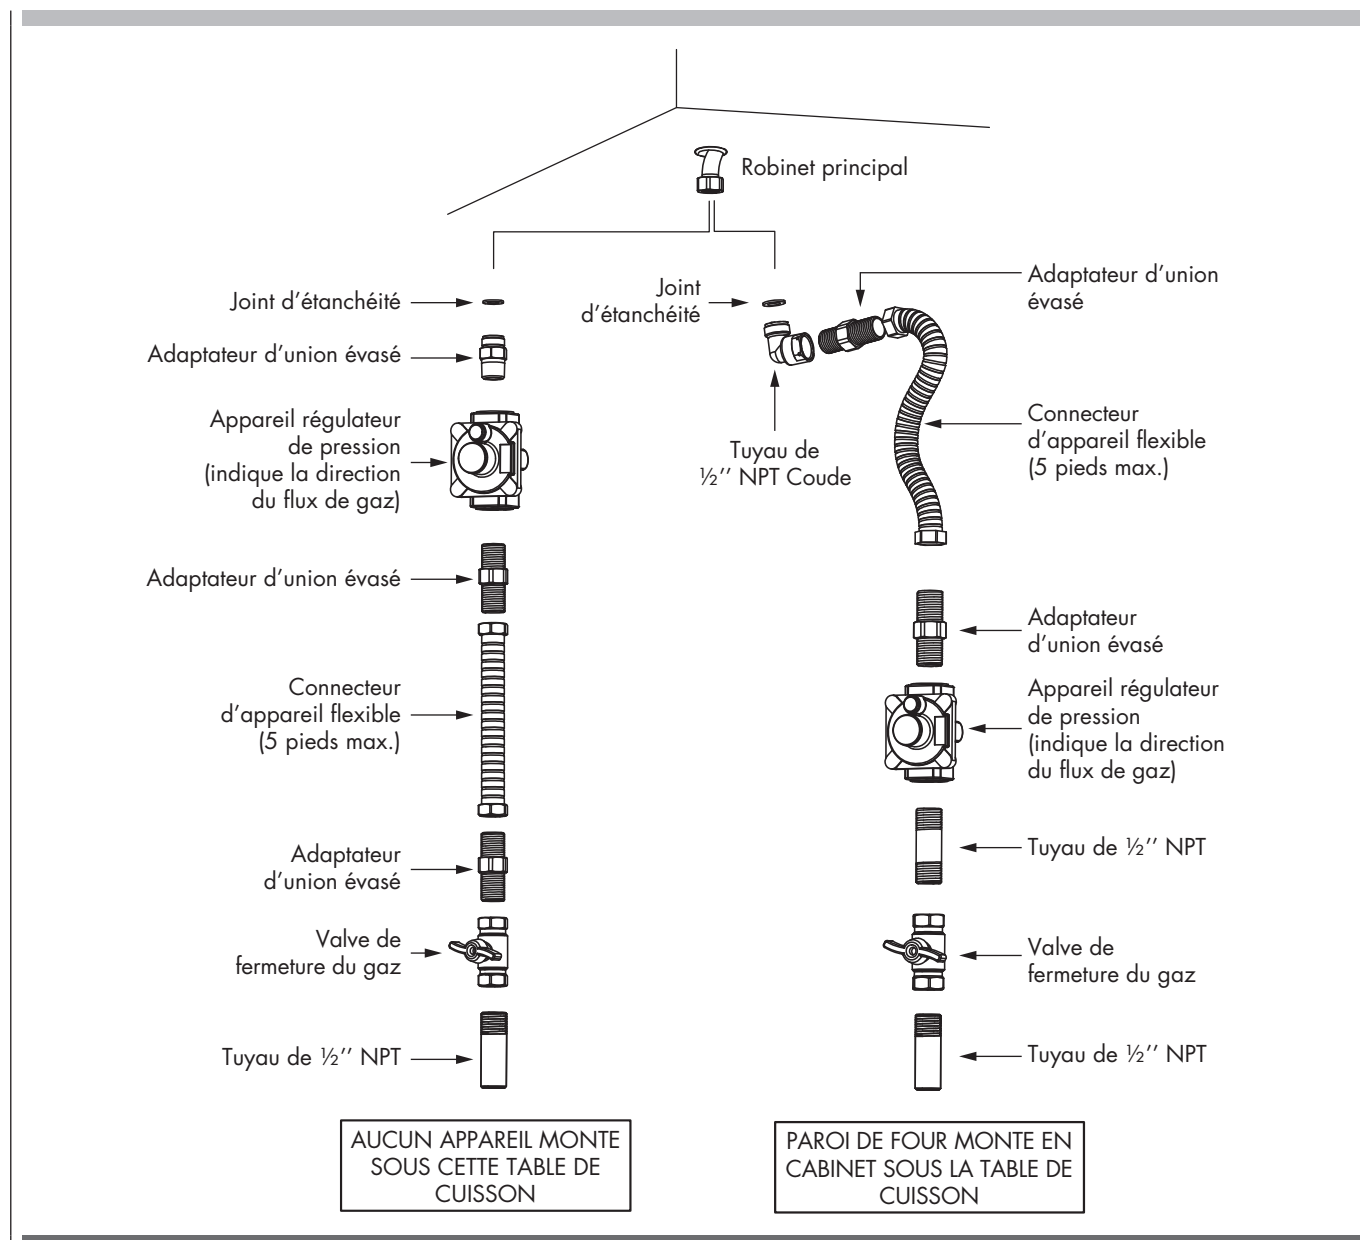 Robinet principal
Joint d'étanchéité
Adaptateur d'union évasé
Appareil régulateur
de pression
(indique la direction
du flux de gaz)
Adaptateur d'union évasé
Connecteur
d'appareil flexible
(5 pieds max.)
Adaptateur
d'union évasé
Valve de
fermeture du gaz
Tuyau de ½'' NPT
AUCUN APPAREIL MONTE
SOUS CETTE TABLE DE
CUISSON
Joint
d'étanchéité
Tuyau de
½'' NPT Coude
Adaptateur d'union
évasé
Connecteur
d'appareil flexible
(5 pieds max.)
Adaptateur
d'union évasé
Appareil régulateur
de pression
(indique la direction
du flux de gaz)
Tuyau de ½'' NPT
Valve de
fermeture du gaz
Tuyau de ½'' NPT
PAROI DE FOUR MONTE EN
CABINET SOUS LA TABLE DE
CUISSON